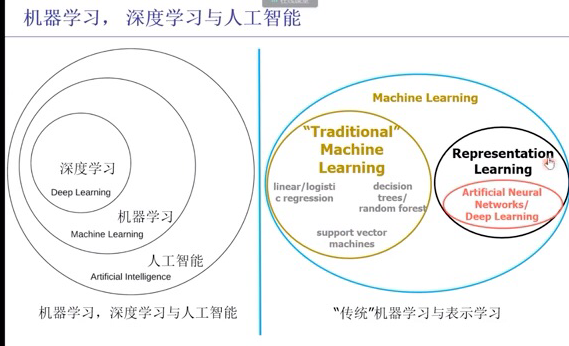 机器学习， 深度学习与人工智能
深度学习
Deep Learning
机器学习
Machine Learning
人工智能
Artificial Intelligence
机器学习，深度学习与人工智能
Machine Learning
“Traditional”
Machine
Learning
linear/logisti
c regression
decision
trees/
random forest
support vector
machines
Representation
Learning
Artificial Neural
Networks/
Deep Learning
“传统”机器学习与表示学习